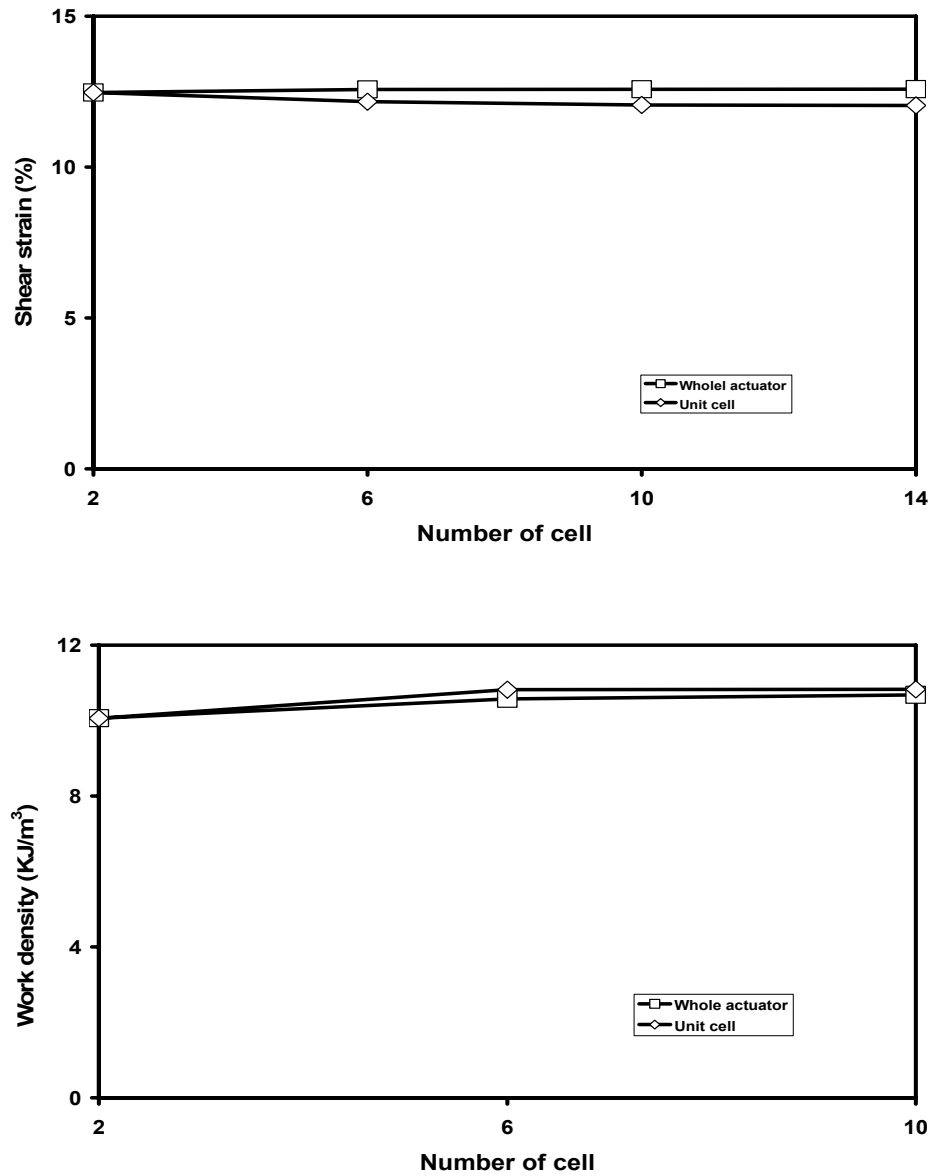 15
10
5
0
Shear strain (%)
Wholel actuator
Unit cell
2 6 10 14
Number of cell
12
8
4
0
Work density (KJ/m³)
Whole actuator
Unit cell
2 6 10
Number of cell